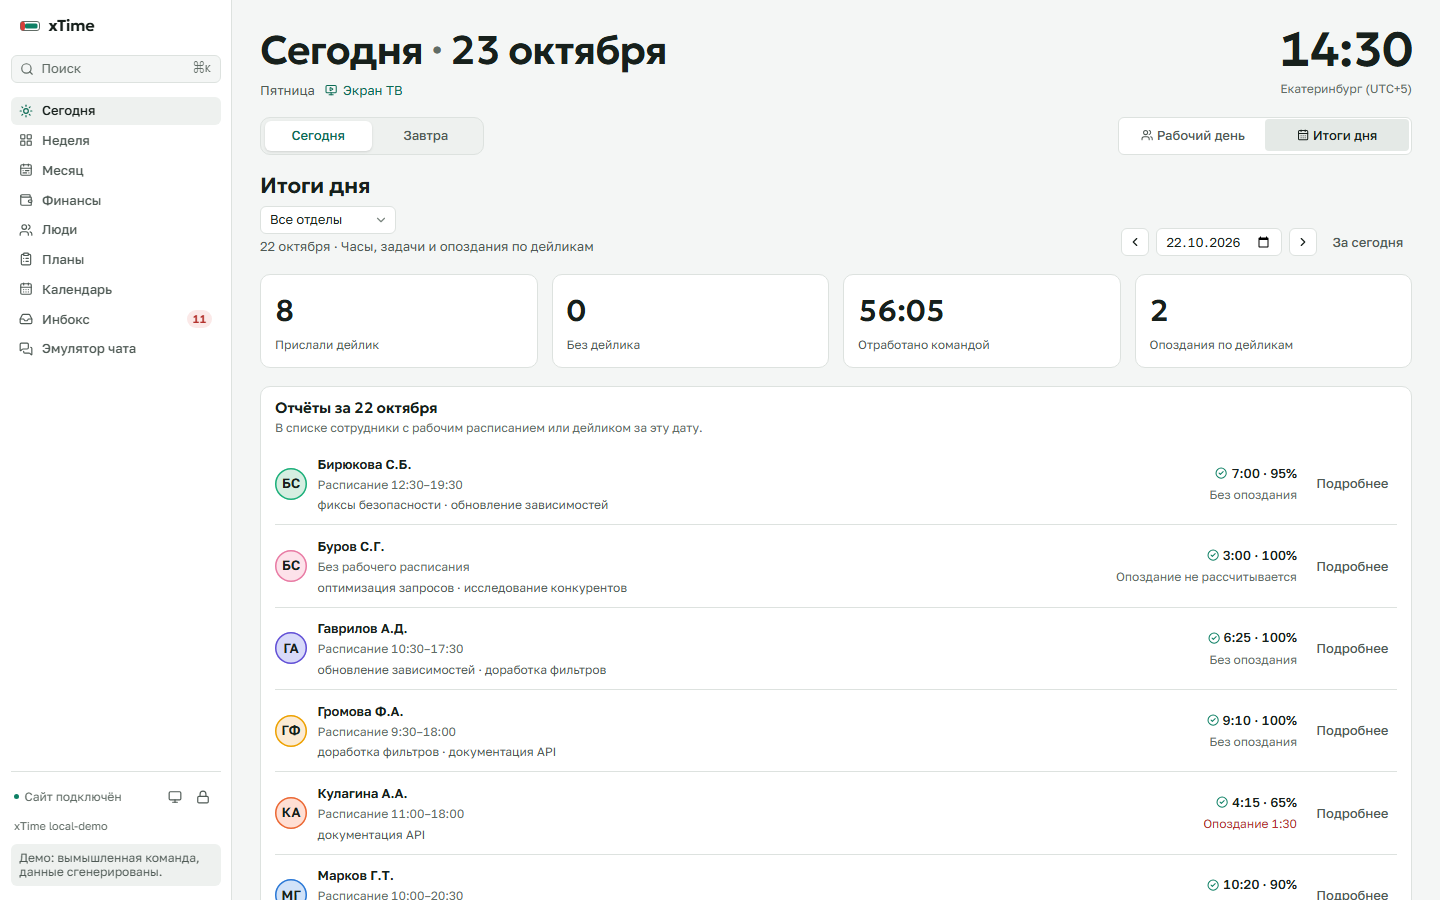 xTime
Поиск ⌘K
Сегодня
Неделя
Месяц
Финансы
Люди
Планы
Календарь
Инбокс 11
Эмулятор чата
Сайт подключён
xTime local-demo
Демо: вымышленная команда,
данные сгенерированы.
Сегодня · 23 октября
Пятница Экран ТВ
14:30
Екатеринбург (UTC+5)
Сегодня Завтра
Рабочий день Итоги дня
Итоги дня
Все отделы
22 октября · Часы, задачи и опоздания по дейликам
22.10.2026 За сегодня
8
Прислали дейлик
0
Без дейлика
56:05
Отработано командой
2
Опоздания по дейликам
Отчёты за 22 октября
В списке сотрудники с рабочим расписанием или дейликом за эту дату.
БС
Бирюкова С.Б.
Расписание 12:30–19:30
фиксы безопасности · обновление зависимостей
7:00 · 95%
Без опоздания
Подробнее
БС
Буров С.Г.
Без рабочего расписания
оптимизация запросов · исследование конкурентов
3:00 · 100%
Опоздание не рассчитывается
Подробнее
ГА
Гаврилов А.Д.
Расписание 10:30–17:30
обновление зависимостей · доработка фильтров
6:25 · 100%
Без опоздания
Подробнее
ГФ
Громова Ф.А.
Расписание 9:30–18:00
доработка фильтров · документация API
9:10 · 100%
Без опоздания
Подробнее
КА
Кулагина А.А.
Расписание 11:00–18:00
документация API
4:15 · 65%
Опоздание 1:30
Подробнее
МГ
Марков Г.Т.
Расписание 10:00–20:30
10:20 · 90%
Подробнее